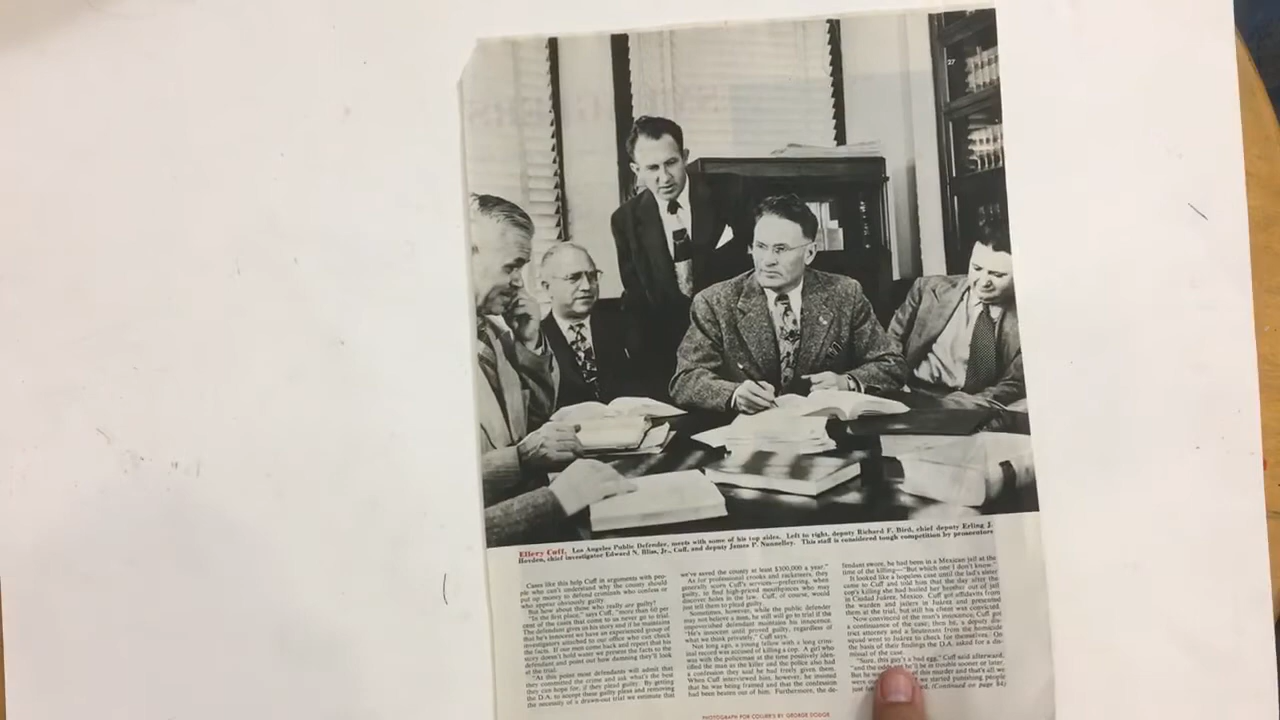 27
Ellery Cuff, Los Angeles Public Defender, meets with some of his top aides. Left to right, deputy Richard F. Bird, chief deputy Erling J.
Hovden, chief investigator Edward N. Bliss, Jr., Cuff, and deputy James P. Nunnelley. This staff is considered tough competition by prosecutors
Cases like this help Cuff in arguments with peo-
ple who can't understand why the county should
put up money to defend criminals who confess or
who appear obviously guilty.
But how about those who really are guilty?
"In the first place," says Cuff, "more than 60 per
cent of the cases that come to us never go to trial.
The defendant gives us his story and if he maintains
that he's innocent we have an experienced group of
investigators attached to our office who can check
the facts. If our men come back and report that his
story doesn't hold water we present the facts to the
defendant and point out how damning they'll look
at the trial.
"At this point most defendants will admit that
they committed the crime and ask what's the best
they can hope for, if they plead guilty. By getting
the D.A. to accept these guilty pleas and removing
the necessity of a drawn-out trial we estimate that
we've saved the county at least $300,000 a year."
As for professional crooks and racketeers, they
generally scorn Cuff's services—preferring, when
guilty, to find high-priced mouthpieces who may
discover holes in the law. Cuff, of course, would
just tell them to plead guilty.
Sometimes, however, while the public defender
may not believe a man, he still will go to trial if the
impoverished defendant maintains his innocence.
"He's innocent until proved guilty, regardless of
what we think privately," Cuff says.
Not long ago, a young fellow with a long crim-
inal record was accused of killing a cop. A girl who
was with the policeman at the time positively iden-
tified the man as the killer and the police also had
a confession they said he had freely given them.
When Cuff interviewed him, however, he insisted
that he was being framed and that the confession
had been beaten out of him. Furthermore, the de-
fendant swore, he had been in a Mexican jail at the
time of the killing—"But which one I don't know."
It looked like a hopeless case until the lad's sister
came to Cuff and told him that the day after the
cop's killing she had bailed her brother out of jail
in Ciudad Juárez, Mexico. Cuff got affidavits from
the warden and jailers in Juárez and presented
them at the trial, but still his client was convicted.
Now convinced of the man's innocence, Cuff got
a continuance of the case; then he, a deputy dis-
trict attorney and a lieutenant from the homicide
squad went to Juárez to check for themselves. On
the basis of their findings the D.A. asked for a dis-
missal of the case.
"Sure, this guy's a bad egg," Cuff said afterward,
"and the odds are he'll be in trouble sooner or later.
But he of this murder and that's all we
were we started punishing people
just for (Continued on page 84)
PHOTOGRAPH FOR COLLIER'S BY GEORGE DODGE